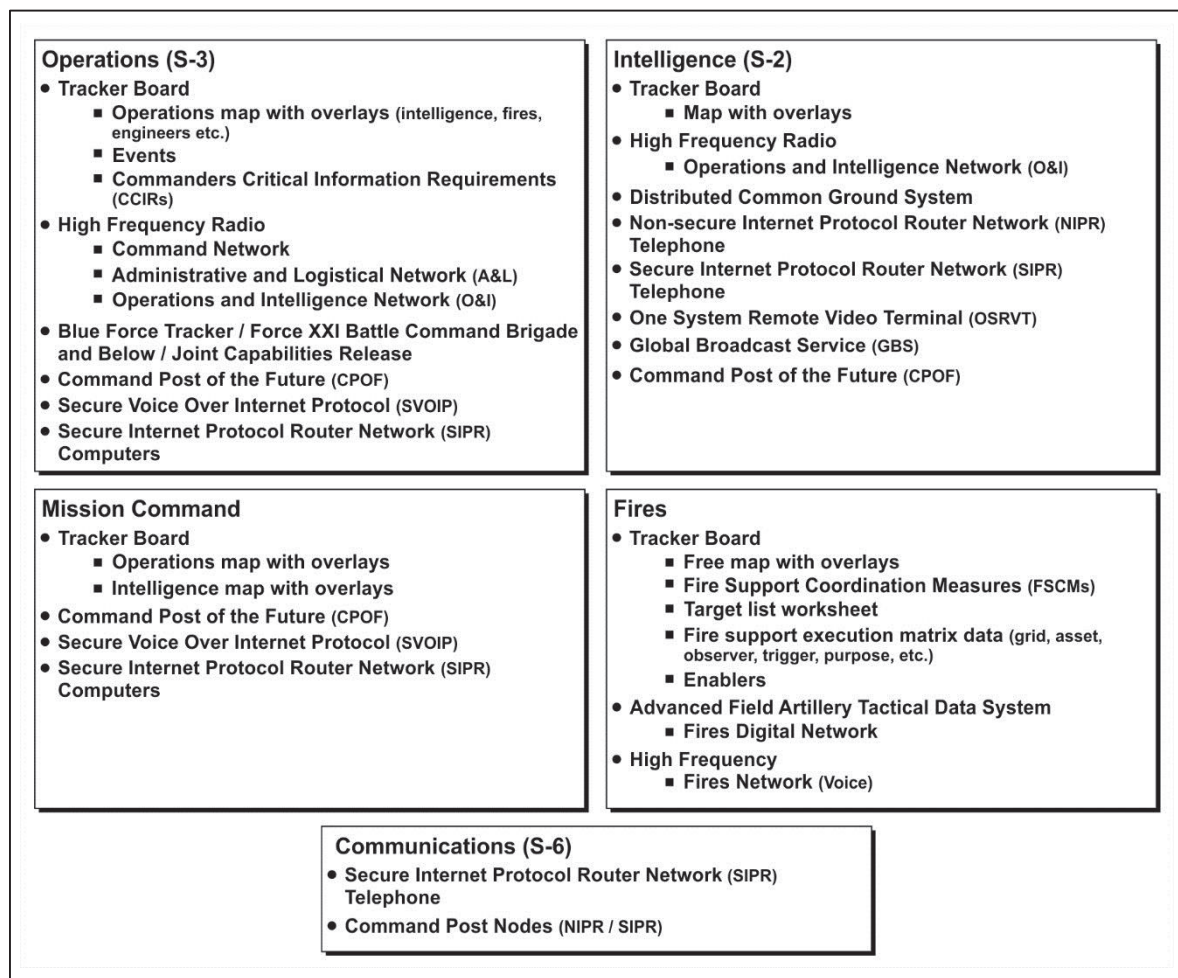 Operations (S-3)
• Tracker Board
▪ Operations map with overlays (intelligence, fires,
engineers etc.)
▪ Events
▪ Commanders Critical Information Requirements
(CCIRs)
• High Frequency Radio
▪ Command Network
▪ Administrative and Logistical Network (A&L)
▪ Operations and Intelligence Network (O&I)
• Blue Force Tracker / Force XXI Battle Command Brigade
and Below / Joint Capabilities Release
• Command Post of the Future (CPOF)
• Secure Voice Over Internet Protocol (SVOIP)
• Secure Internet Protocol Router Network (SIPR)
Computers
Intelligence (S-2)
• Tracker Board
▪ Map with overlays
• High Frequency Radio
▪ Operations and Intelligence Network (O&I)
• Distributed Common Ground System
• Non-secure Internet Protocol Router Network (NIPR)
Telephone
• Secure Internet Protocol Router Network (SIPR)
Telephone
• One System Remote Video Terminal (OSRVT)
• Global Broadcast Service (GBS)
• Command Post of the Future (CPOF)
Mission Command
• Tracker Board
▪ Operations map with overlays
▪ Intelligence map with overlays
• Command Post of the Future (CPOF)
• Secure Voice Over Internet Protocol (SVOIP)
• Secure Internet Protocol Router Network (SIPR)
Computers
Fires
• Tracker Board
▪ Free map with overlays
▪ Fire Support Coordination Measures (FSCMs)
▪ Target list worksheet
▪ Fire support execution matrix data (grid, asset,
observer, trigger, purpose, etc.)
▪ Enablers
• Advanced Field Artillery Tactical Data System
▪ Fires Digital Network
• High Frequency
▪ Fires Network (Voice)
Communications (S-6)
• Secure Internet Protocol Router Network (SIPR)
Telephone
• Command Post Nodes (NIPR / SIPR)